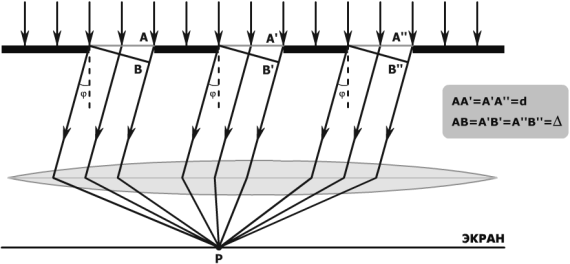 A A' A''
B B' B''
φ φ φ
AA'=A'A''=d
AB=A'B'=A''B''=Δ
ЭКРАН
P